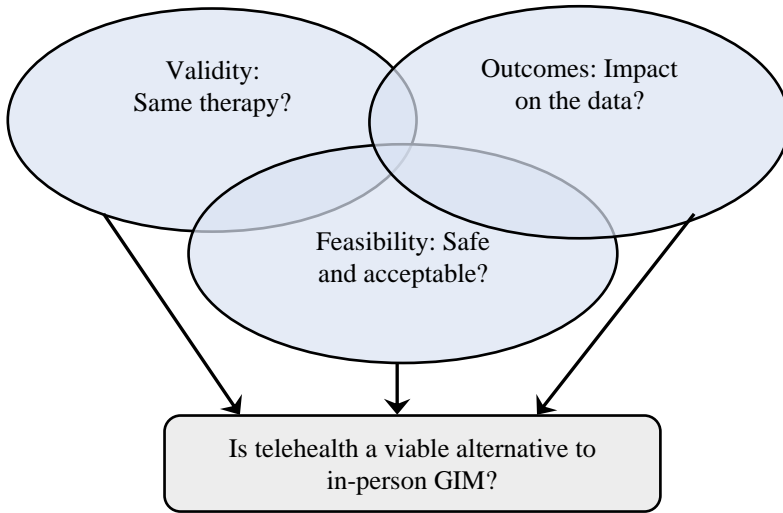 Validity:
Same therapy?
Outcomes: Impact
on the data?
Feasibility: Safe
and acceptable?
Is telehealth a viable alternative to
in-person GIM?